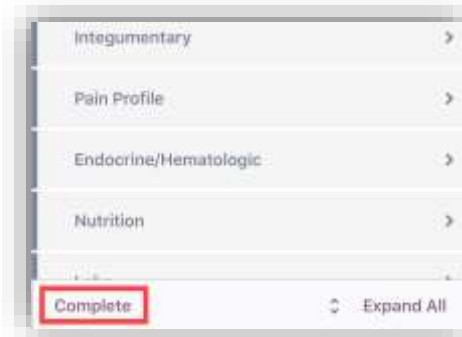 Integumentary
Pain Profile
Endocrine/Hematologic
Nutrition
Complete
Expand All